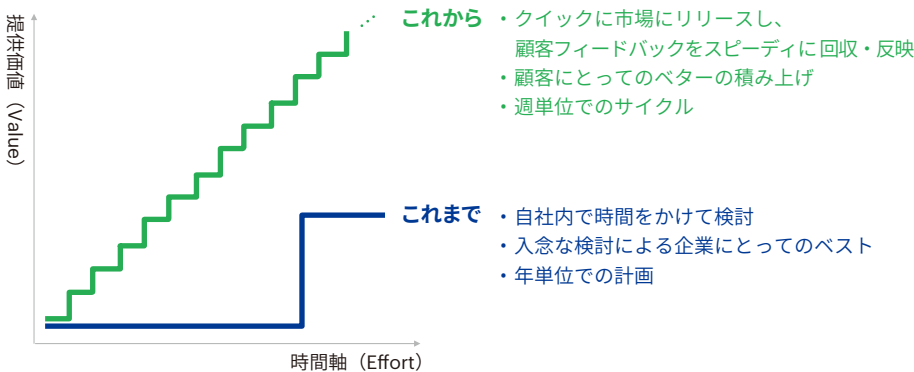 提供価値（Value）
これから
・クイックに市場にリリースし、
顧客フィードバックをスピーディに回収・反映
・顧客にとってのベターの積み上げ
・週単位でのサイクル
これまで
・自社内で時間をかけて検討
・入念な検討による企業にとってのベスト
・年単位での計画
時間軸（Effort）